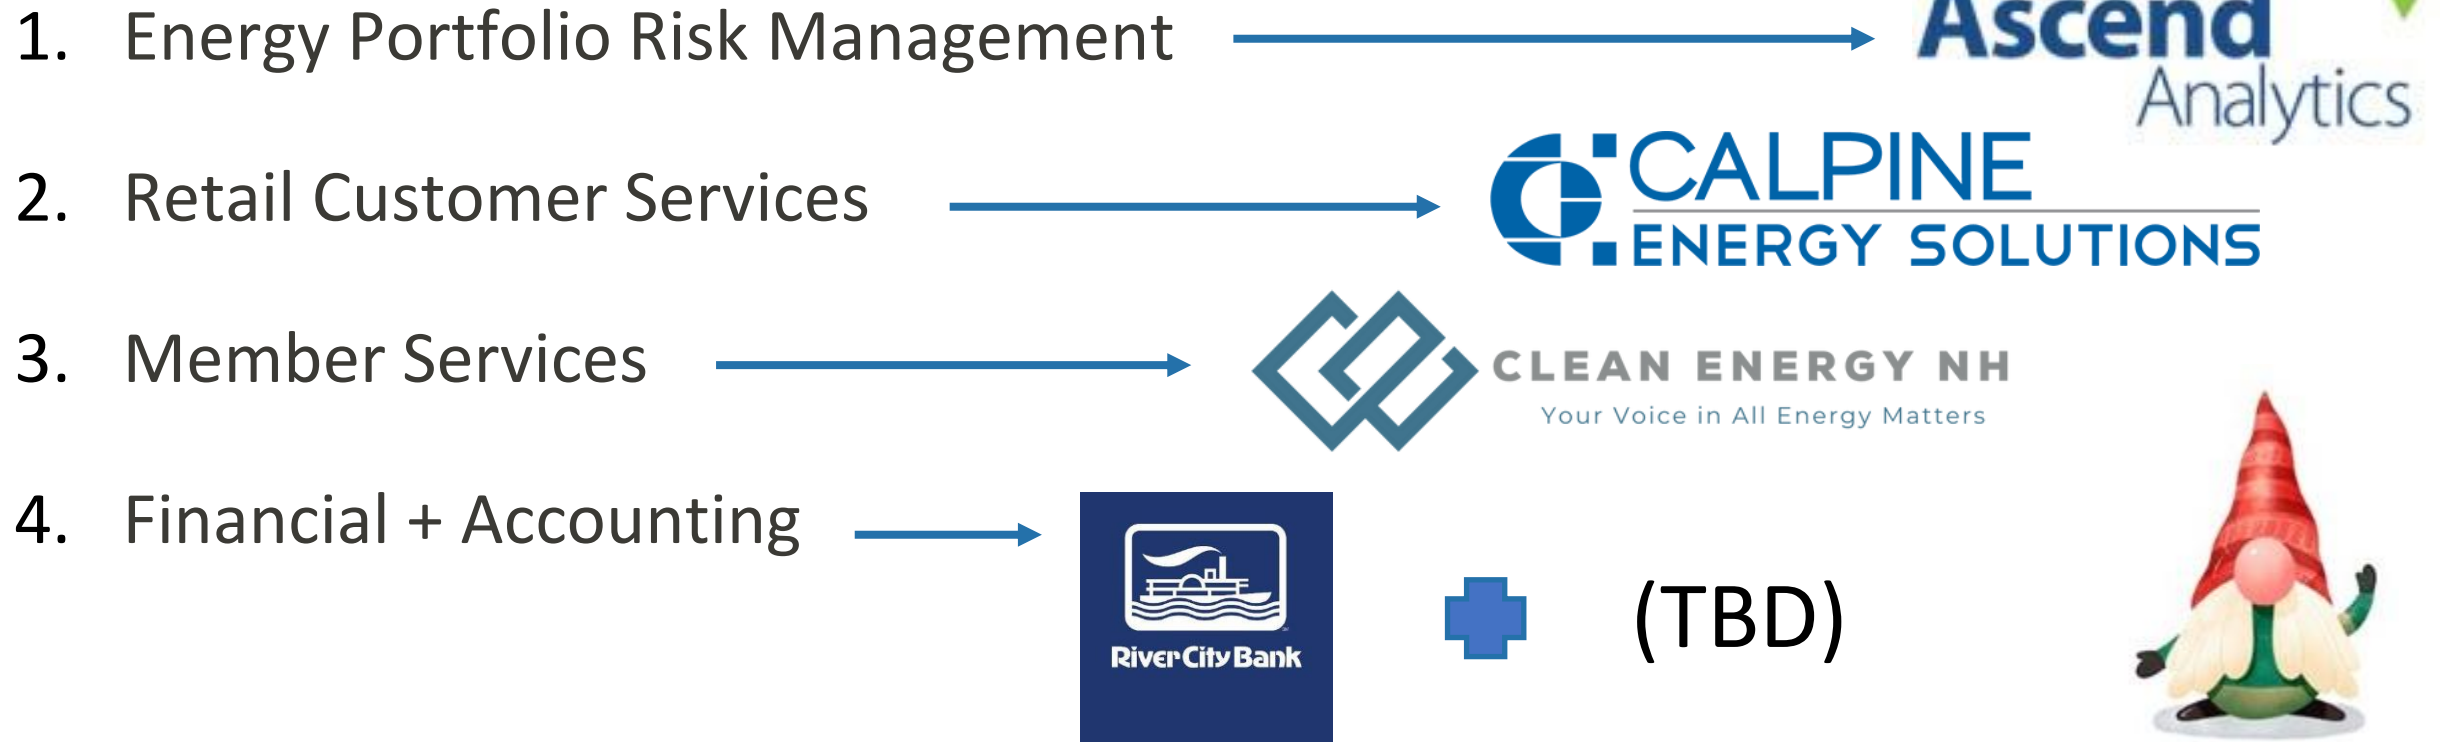 1. Energy Portfolio Risk Management
Ascend
Analytics
2. Retail Customer Services
CALPINE
ENERGY SOLUTIONS
3. Member Services
CLEAN ENERGY NH
Your Voice in All Energy Matters
4. Financial + Accounting
River City Bank
(TBD)